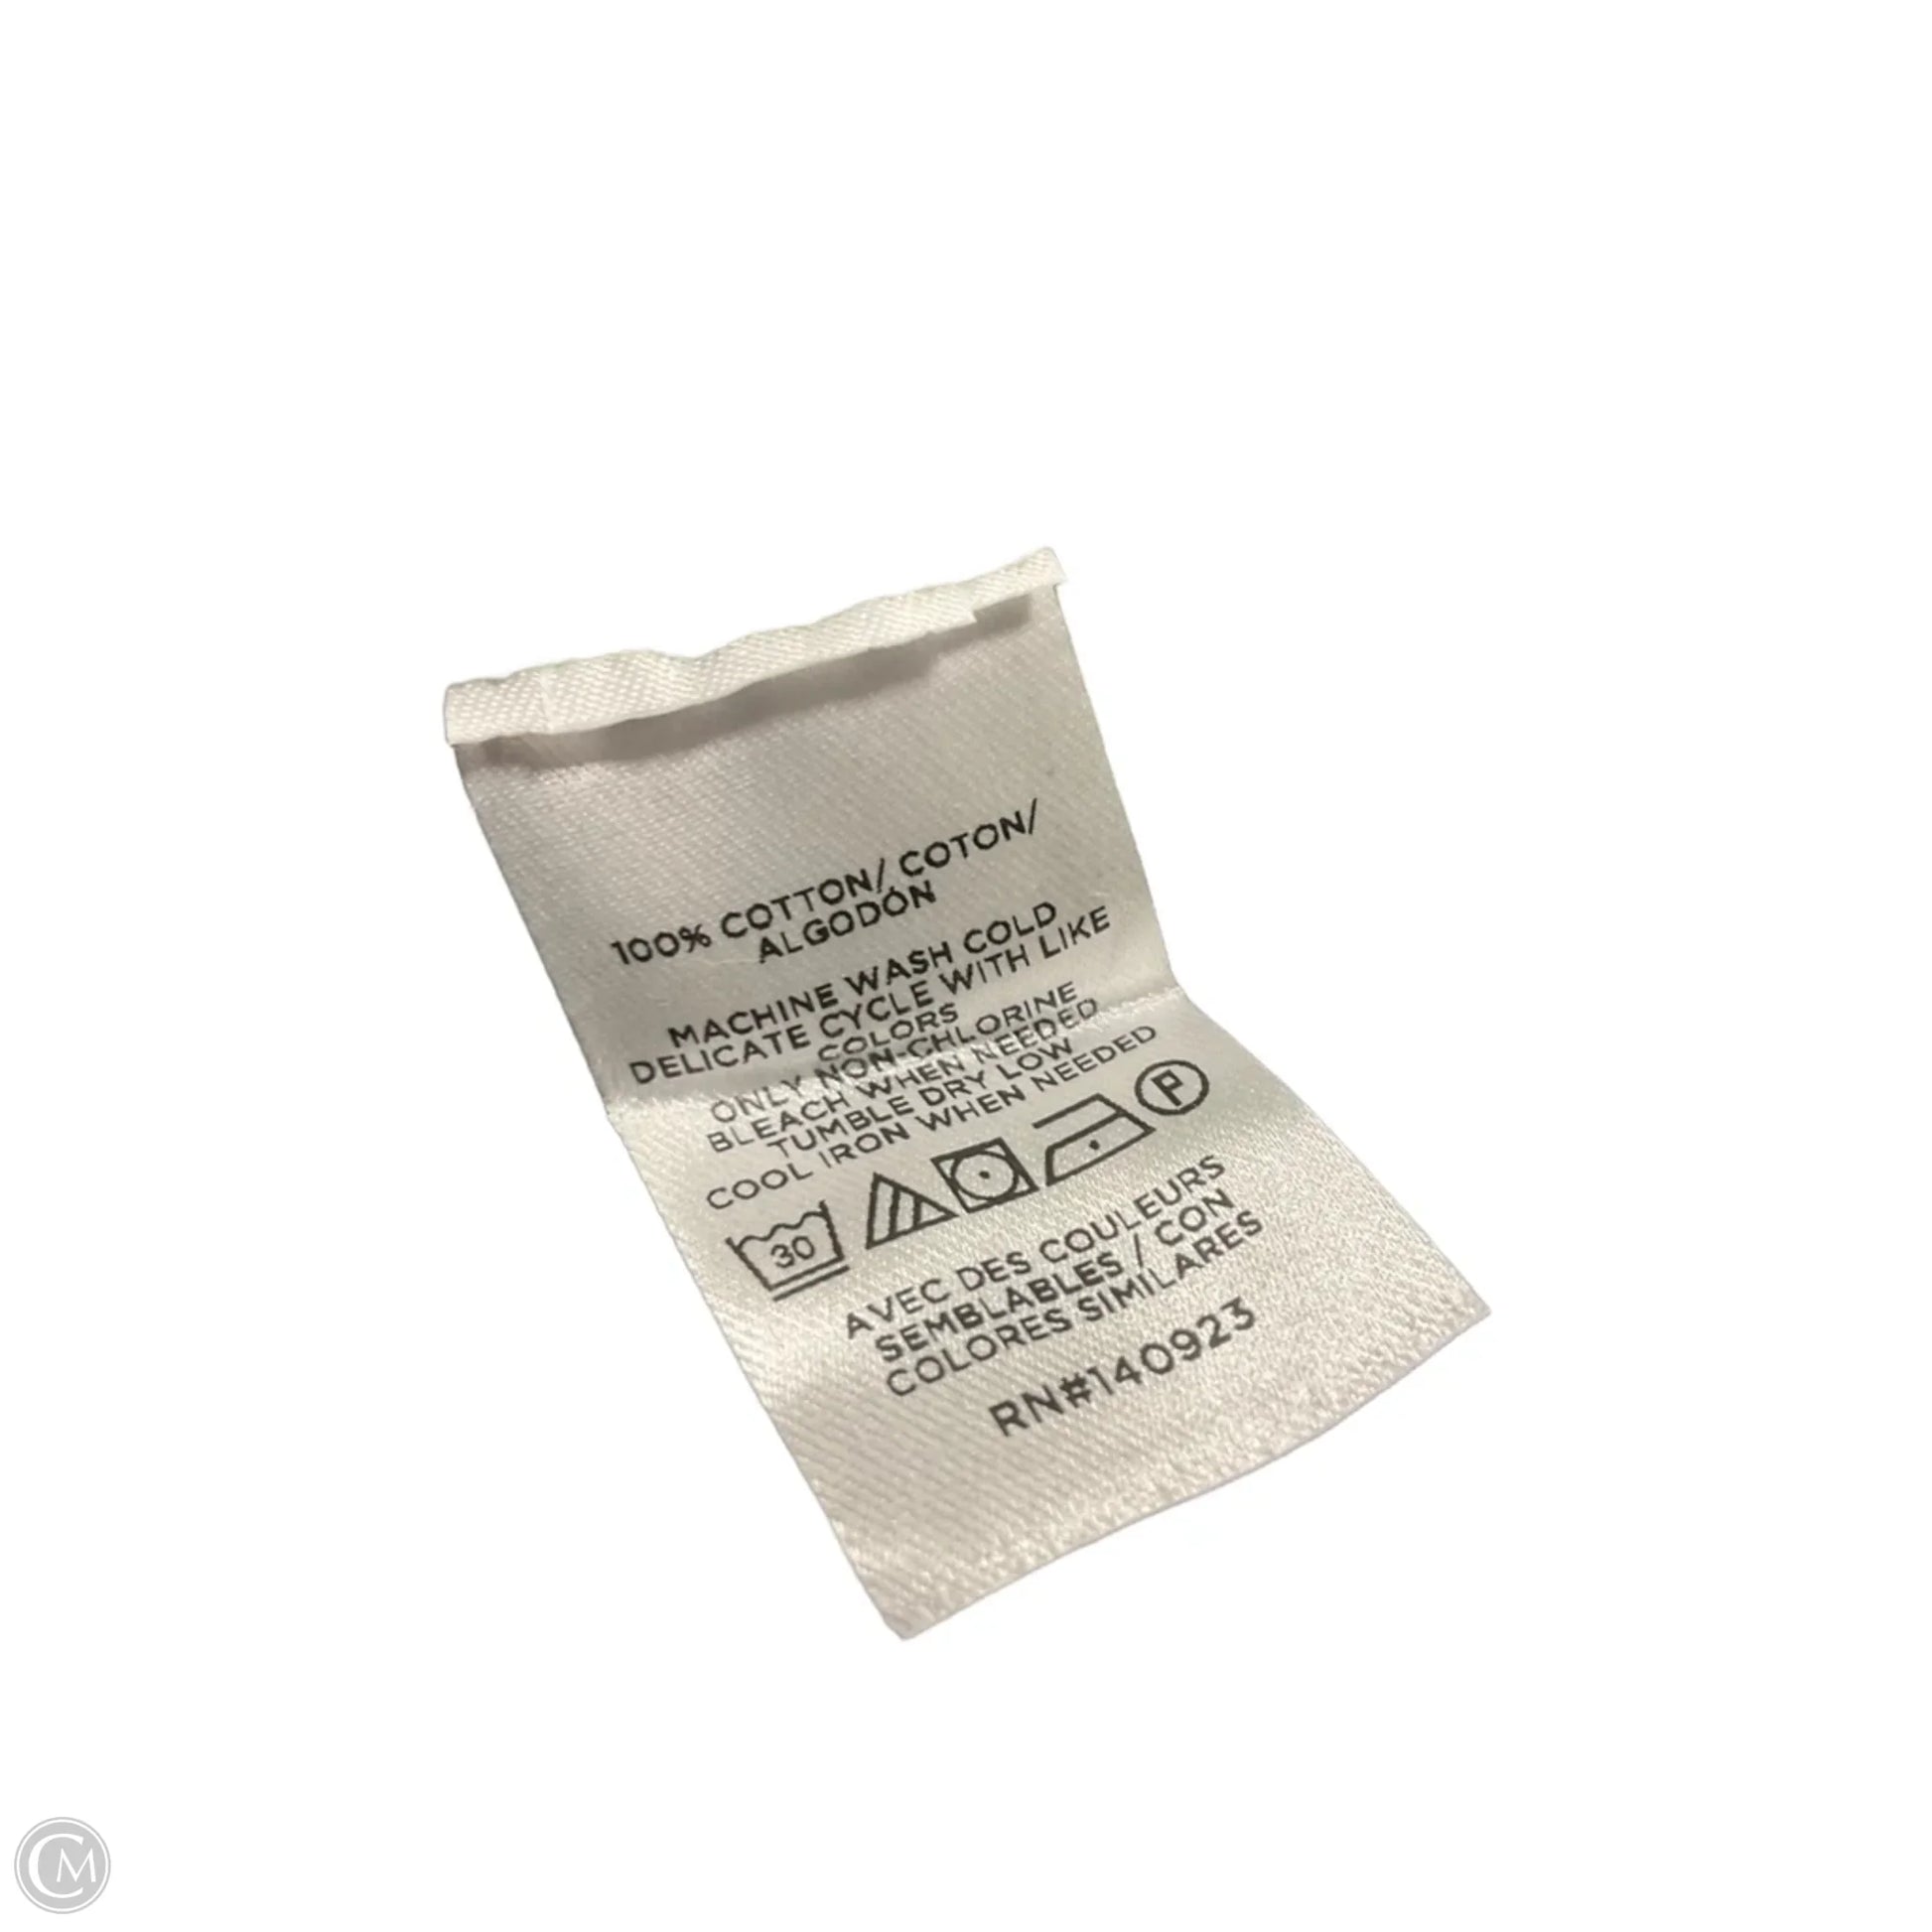 100% COTTON/ COTON/
ALGODÓN
MACHINE WASH COLD
DELICATE CYCLE WITH LIKE
COLORS
ONLY NON-CHLORINE
BLEACH WHEN NEEDED
TUMBLE DRY LOW
COOL IRON WHEN NEEDED
30
P
AVEC DES COULEURS
SEMBLABLES / CON
COLORES SIMILARES
RN#140923
CM